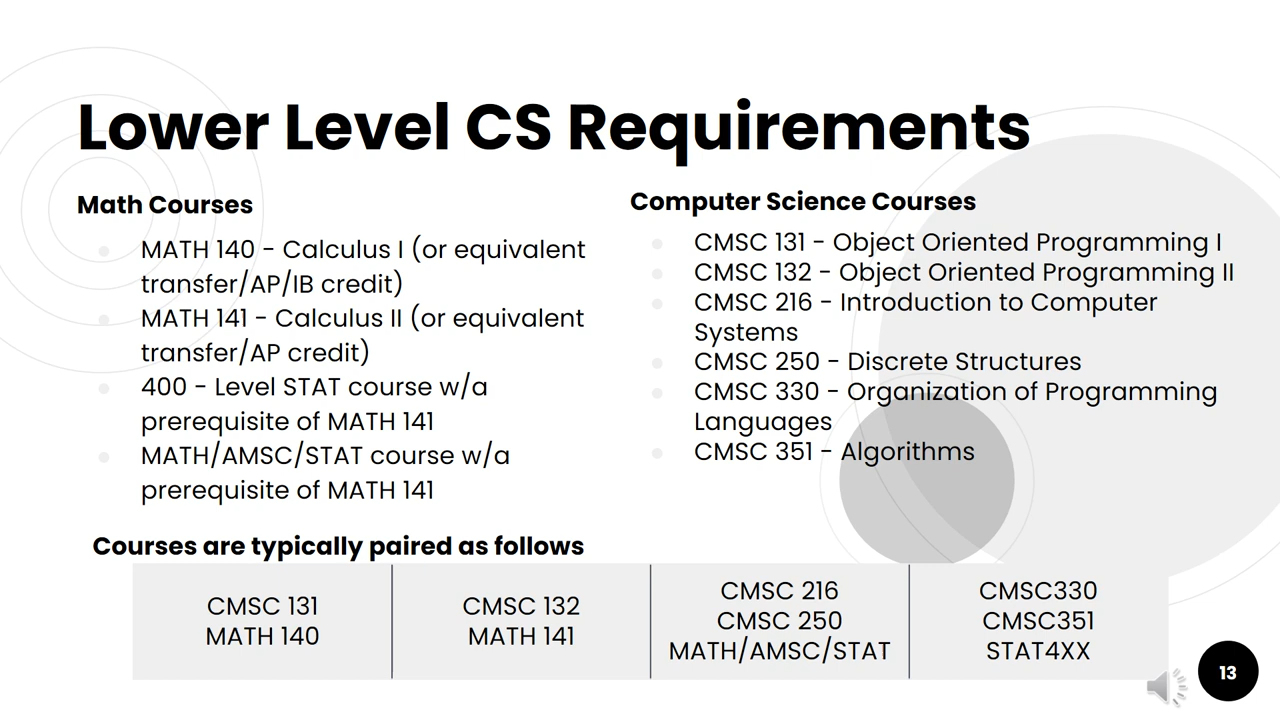 Lower Level CS Requirements
Math Courses
MATH 140 - Calculus I (or equivalent
transfer/AP/IB credit)
MATH 141 - Calculus II (or equivalent
transfer/AP credit)
400 - Level STAT course w/a
prerequisite of MATH 141
MATH/AMSC/STAT course w/a
prerequisite of MATH 141
Computer Science Courses
CMSC 131 - Object Oriented Programming I
CMSC 132 - Object Oriented Programming II
CMSC 216 - Introduction to Computer
Systems
CMSC 250 - Discrete Structures
CMSC 330 - Organization of Programming
Languages
CMSC 351 - Algorithms
Courses are typically paired as follows
CMSC 131
MATH 140
CMSC 132
MATH 141
CMSC 216
CMSC 250
MATH/AMSC/STAT
CMSC330
CMSC351
STAT4XX
13